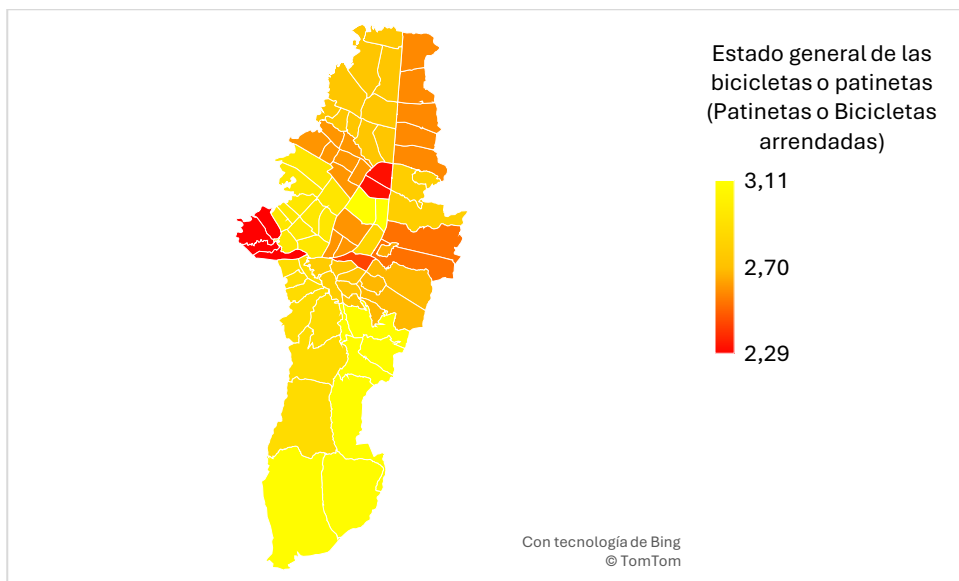 Estado general de las
bicicletas o patinetas
(Patinetas o Bicicletas
arrendadas)
3,11
2,70
2,29
Con tecnología de Bing
© TomTom